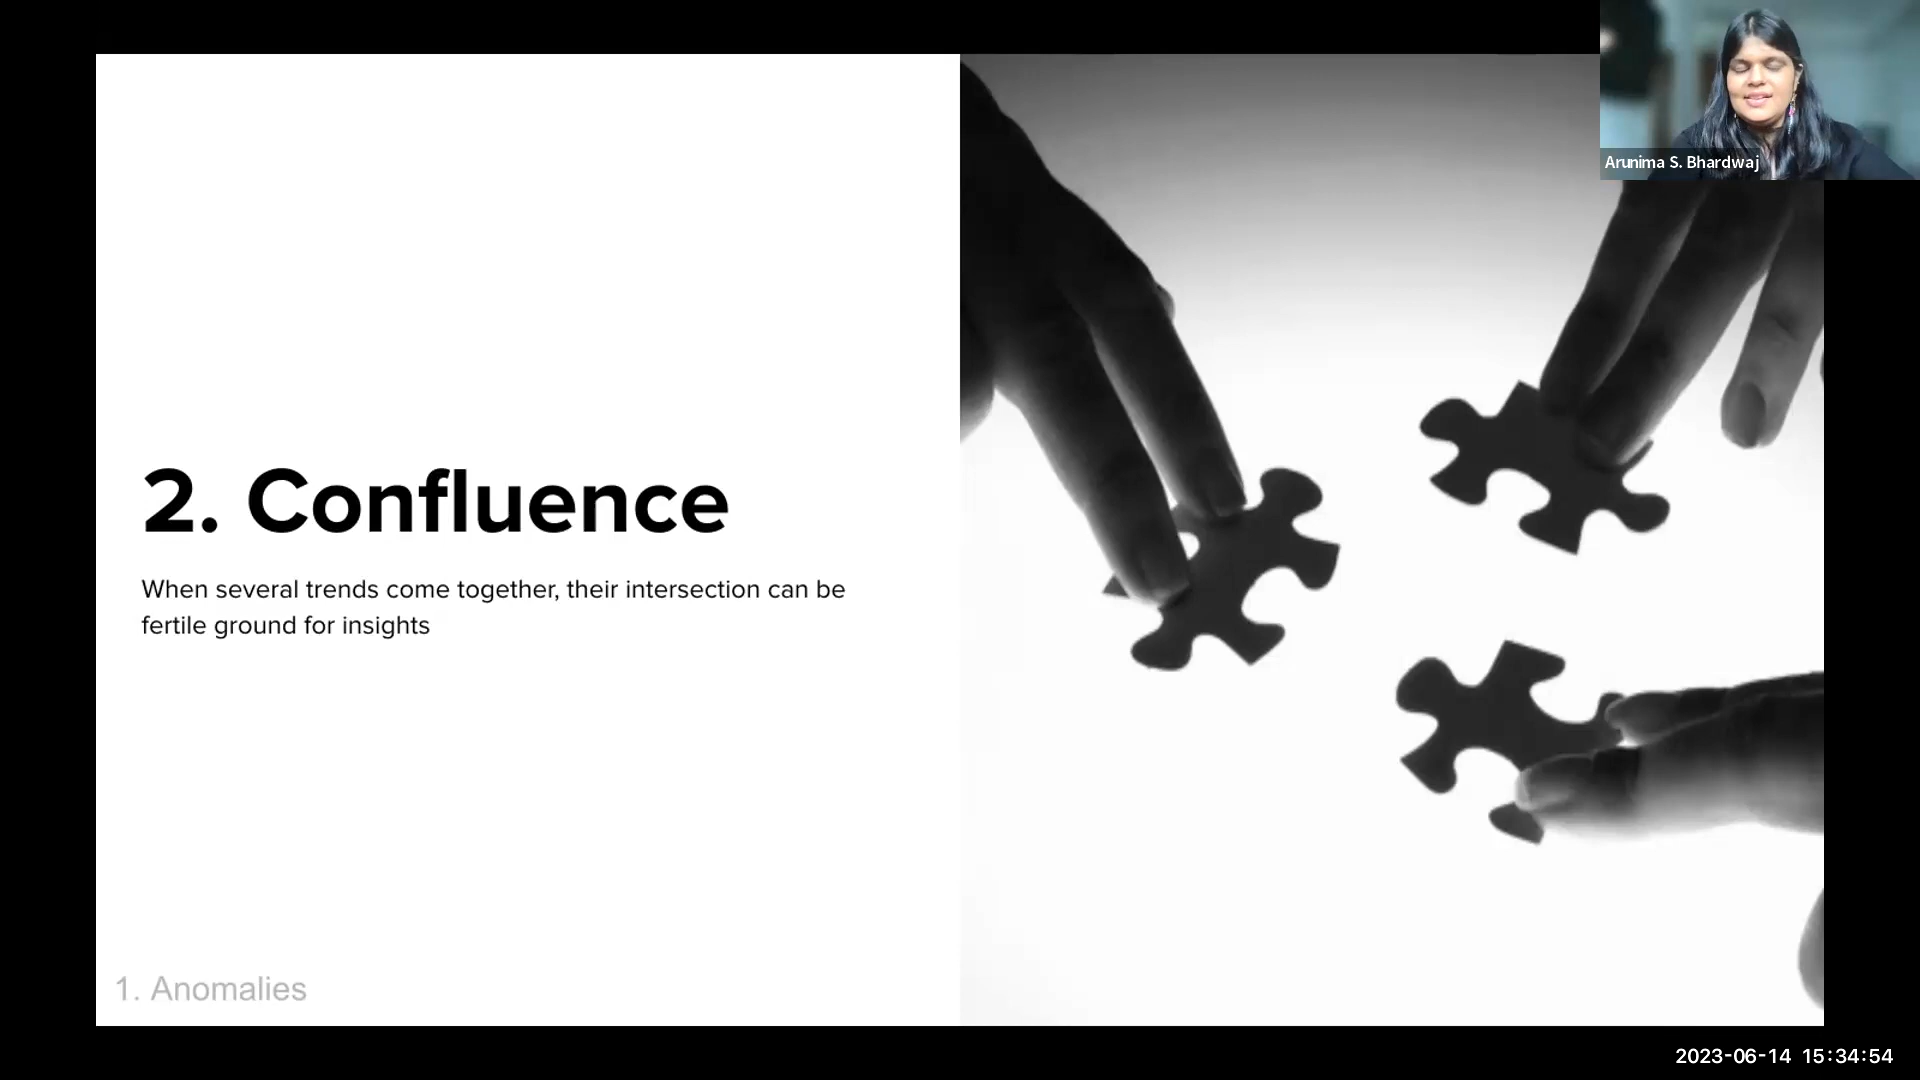 Arunima S. Bhardwaj
2. Confluence
When several trends come together, their intersection can be
fertile ground for insights
1. Anomalies
2023-06-14 15:34:54